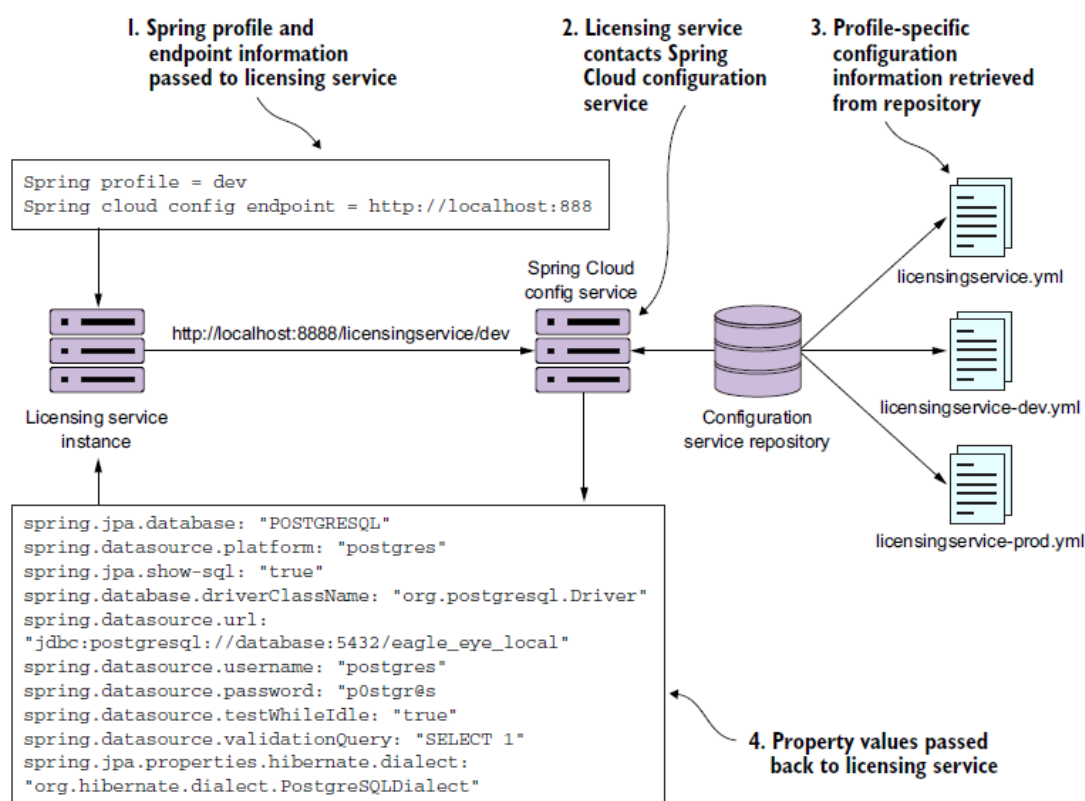 1. Spring profile and
endpoint information
passed to licensing service
2. Licensing service
contacts Spring
Cloud configuration
service
3. Profile-specific
configuration
information retrieved
from repository
Spring profile = dev
Spring cloud config endpoint = http://localhost:888
Spring Cloud
config service
licensingservice.yml
http://localhost:8888/licensingservice/dev
licensingservice-dev.yml
Licensing service
instance
Configuration
service repository
licensingservice-prod.yml
spring.jpa.database: "POSTGRESQL"
spring.datasource.platform: "postgres"
spring.jpa.show-sql: "true"
spring.database.driverClassName: "org.postgresql.Driver"
spring.datasource.url:
"jdbc:postgresql://database:5432/eagle_eye_local"
spring.datasource.username: "postgres"
spring.datasource.password: "p0stgr@s
spring.datasource.testWhileIdle: "true"
spring.datasource.validationQuery: "SELECT 1"
spring.jpa.properties.hibernate.dialect:
"org.hibernate.dialect.PostgreSQLDialect"
4. Property values passed
back to licensing service